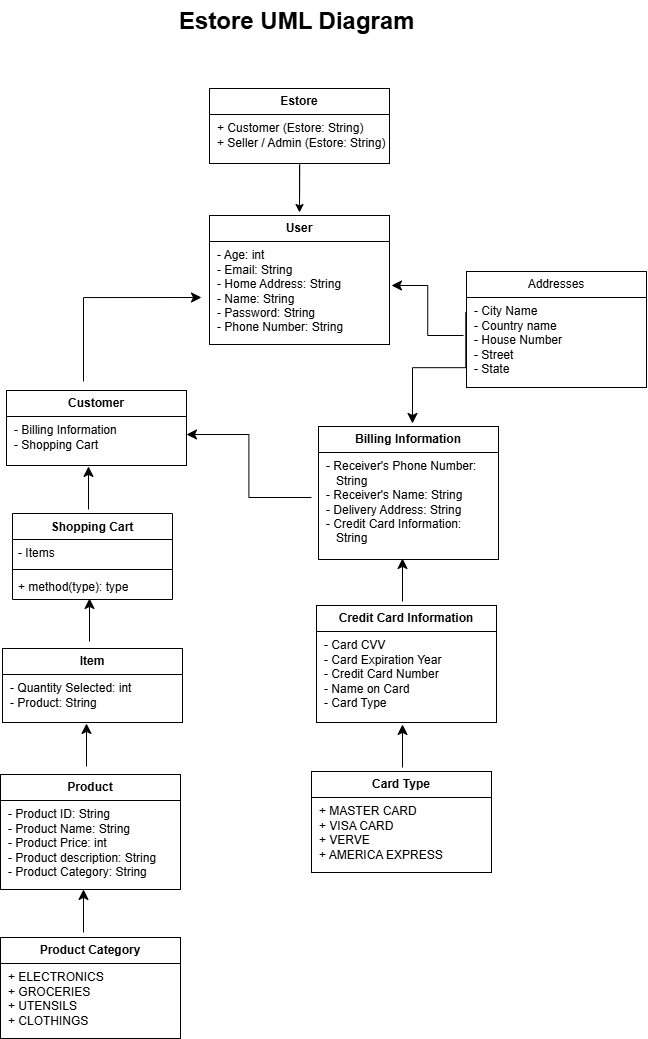 Estore UML Diagram
Estore
+ Customer (Estore: String)
+ Seller / Admin (Estore: String)
User
- Age: int
- Email: String
- Home Address: String
- Name: String
- Password: String
- Phone Number: String
Addresses
- City Name
- Country name
- House Number
- Street
- State
Customer
- Billing Information
- Shopping Cart
Billing Information
- Receiver's Phone Number:
String
- Receiver's Name: String
- Delivery Address: String
- Credit Card Information:
String
Shopping Cart
- Items
+ method(type): type
Credit Card Information
- Card CVV
- Card Expiration Year
- Credit Card Number
- Name on Card
- Card Type
Item
- Quantity Selected: int
- Product: String
Product
- Product ID: String
- Product Name: String
- Product Price: int
- Product description: String
- Product Category: String
Card Type
+ MASTER CARD
+ VISA CARD
+ VERVE
+ AMERICA EXPRESS
Product Category
+ ELECTRONICS
+ GROCERIES
+ UTENSILS
+ CLOTHINGS